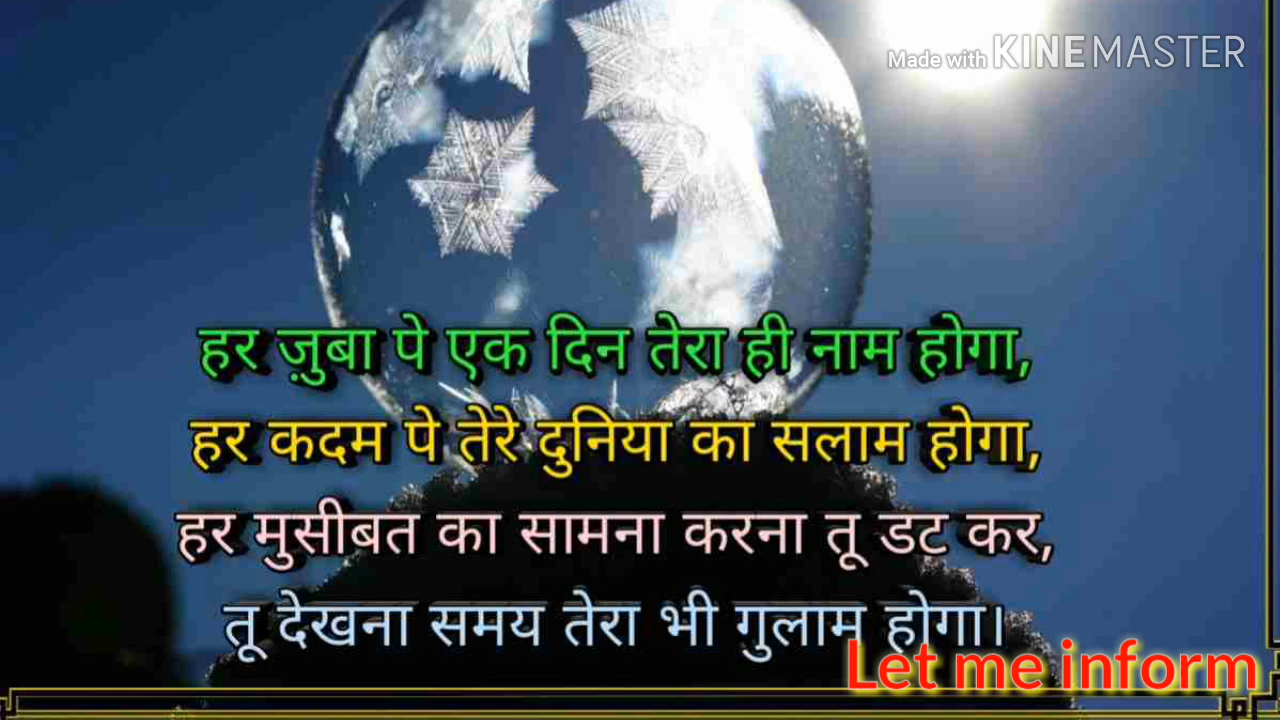 Made with KINEMASTER
हर ज़ुबा पे एक दिन तेरा ही नाम होगा,
हर कदम पे तेरे दुनिया का सलाम होगा,
हर मुसीबत का सामना करना तू डट कर,
तू देखना समय तेरा भी गुलाम होगा।
Let me inform